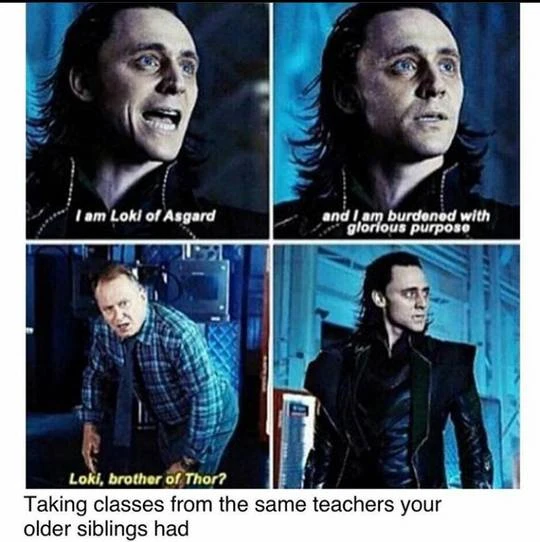 I am Loki of Asgard
and I am burdened with
glorious purpose
Loki, brother of Thor?
Taking classes from the same teachers your
older siblings had